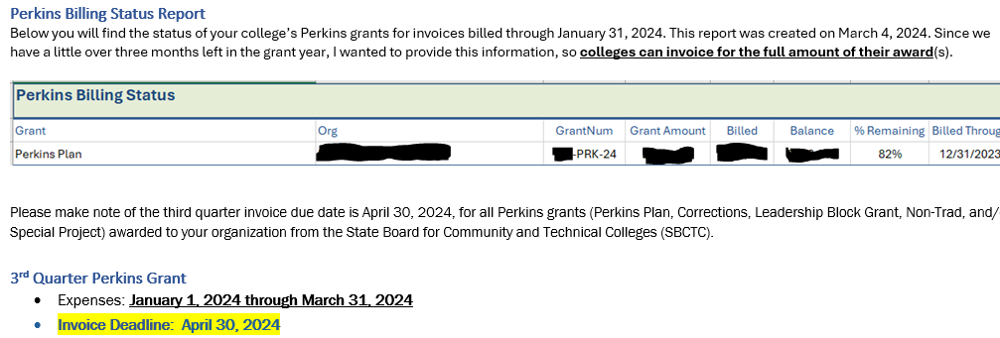 Perkins Billing Status Report
Below you will find the status of your college's Perkins grants for invoices billed through January 31, 2024. This report was created on March 4, 2024. Since we
have a little over three months left in the grant year, I wanted to provide this information, so colleges can invoice for the full amount of their award(s).
Perkins Billing Status
Grant Org GrantNum Grant Amount Billed Balance % Remaining Billed Throug
Perkins Plan -PRK-24 82% 12/31/2023
Please make note of the third quarter invoice due date is April 30, 2024, for all Perkins grants (Perkins Plan, Corrections, Leadership Block Grant, Non-Trad, and/
Special Project) awarded to your organization from the State Board for Community and Technical Colleges (SBCTC).
3rd Quarter Perkins Grant
• Expenses: January 1, 2024 through March 31, 2024
• Invoice Deadline: April 30, 2024